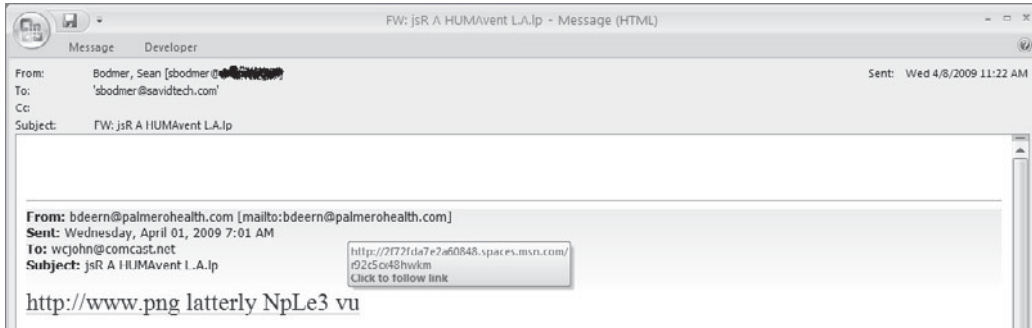 FW: jsR A HUMAvent L.A.lp - Message (HTML)
Message Developer
From: Bodmer, Sean [sbodmer@
Sent: Wed 4/8/2009 11:22 AM
To: 'sbodmer@savidtech.com'
Cc:
Subject: FW: jsR A HUMAvent L.A.lp
From: bdeern@palmerohealth.com [mailto:bdeern@palmerohealth.com]
Sent: Wednesday, April 01, 2009 7:01 AM
To: wcjohn@comcast.net
Subject: jsR A HUMAvent L.A.lp
http://2f72fda7e2a60848.spaces.msn.com/
r92c5cx48hwkm
Click to follow link
http://www.png latterly NpLe3 vu